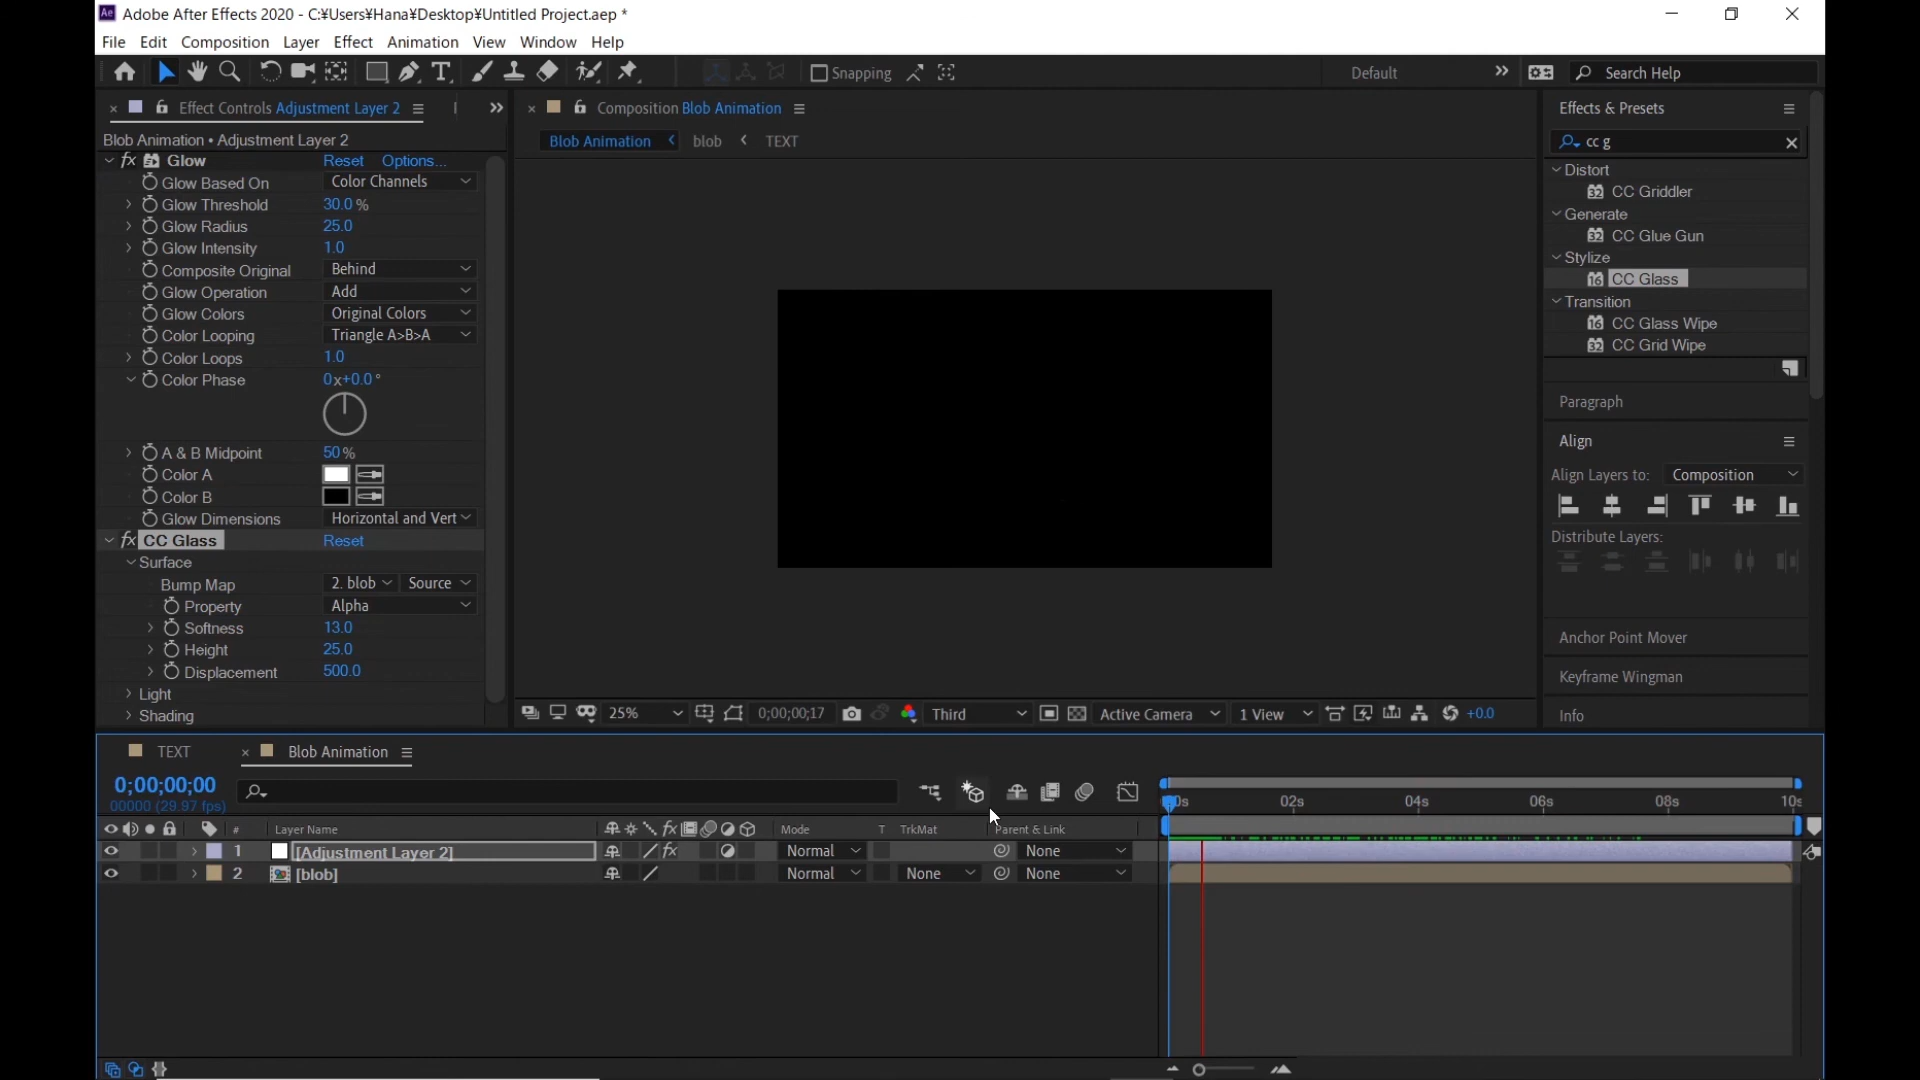 Adobe After Effects 2020 - C:¥Users¥Hana¥Desktop¥Untitled Project.aep *
File Edit Composition Layer Effect Animation View Window Help
Snapping Default Search Help
Effect Controls Adjustment Layer 2
Composition Blob Animation
Effects & Presets
Blob Animation • Adjustment Layer 2
Blob Animation blob TEXT
cc g
fx Glow Reset Options...
Glow Based On Color Channels
Glow Threshold 30.0 %
Glow Radius 25.0
Glow Intensity 1.0
Composite Original Behind
Glow Operation Add
Glow Colors Original Colors
Color Looping Triangle A>B>A
Color Loops 1.0
Color Phase 0x+0.0°
A & B Midpoint 50%
Color A
Color B
Glow Dimensions Horizontal and Vert
fx CC Glass Reset
Surface
Bump Map 2. blob Source
Property Alpha
Softness 13.0
Height 25.0
Displacement 500.0
Light
Shading
Distort
32 CC Griddler
Generate
32 CC Glue Gun
Stylize
16 CC Glass
Transition
16 CC Glass Wipe
32 CC Grid Wipe
Paragraph
Align
Align Layers to: Composition
Distribute Layers:
Anchor Point Mover
Keyframe Wingman
Info
25% 0;00;00;17 Third Active Camera 1 View +0.0
TEXT Blob Animation
0;00;00;00
00000 (29.97 fps)
02s 04s 06s 08s
# Layer Name fx Mode T TrkMat Parent & Link
1 [Adjustment Layer 2] fx Normal None
2 [blob] Normal None None